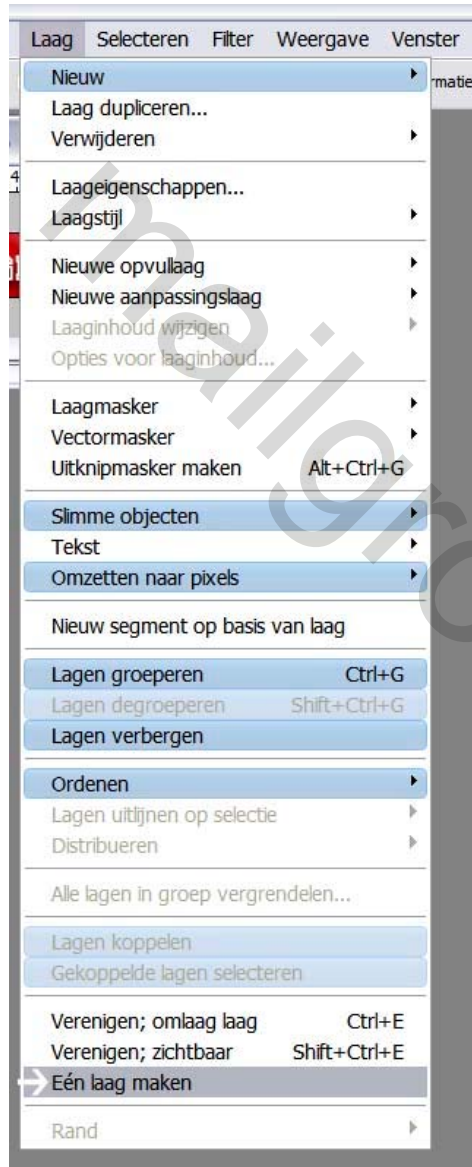 Laag Selecteren Filter Weergave Venster
Nieuw
Laag dupliceren...
Verwijderen
Laageigenschappen...
Laagstijl
Nieuwe opvullaag
Nieuwe aanpassingslaag
Laaginhoud wijzigen
Opties voor laaginhoud...
Laagmasker
Vectormasker
Uitknipmasker maken Alt+Ctrl+G
Slimme objecten
Tekst
Omzetten naar pixels
Nieuw segment op basis van laag
Lagen groeperen Ctrl+G
Lagen degroeperen Shift+Ctrl+G
Lagen verbergen
Ordenen
Lagen uitlijnen op selectie
Distribueren
Alle lagen in groep vergrendelen...
Lagen koppelen
Gekoppelde lagen selecteren
Verenigen; omlaag laag Ctrl+E
Verenigen; zichtbaar Shift+Ctrl+E
Eén laag maken
Rand